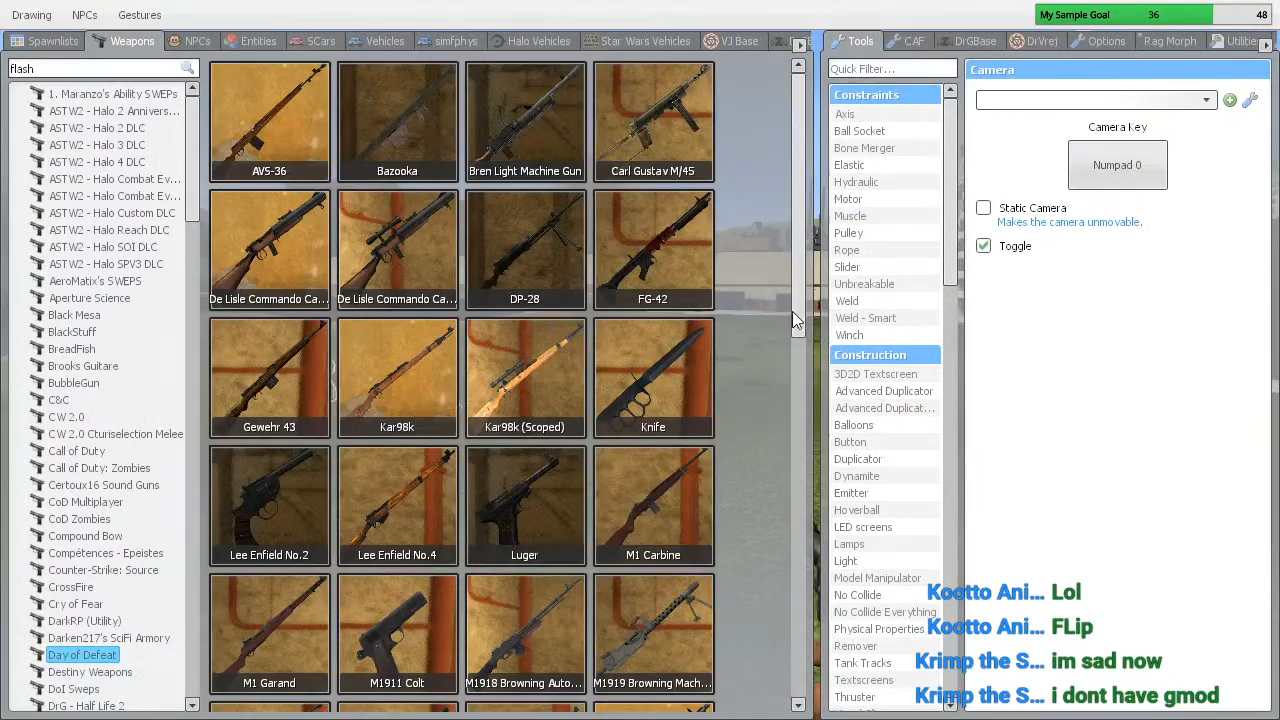 Drawing NPCs Gestures
My Sample Goal 36 48
Spawnlists Weapons NPCs Entities SCars Vehicles simfphys Halo Vehicles Star Wars Vehicles VJ Base
Tools CAF DrGBase DrVrej Options Rag Morph Utilitie
flash
1. Maranzo's Ability SWEPs
ASTW2 - Halo 2 Univers...
ASTW2 - Halo 2 DLC
ASTW2 - Halo 3 DLC
ASTW2 - Halo 4 DLC
ASTW2 - Halo Combat Ev...
ASTW2 - Halo Combat Ev...
ASTW2 - Halo Custom DLC
ASTW2 - Halo Reach DLC
ASTW2 - Halo SOI DLC
ASTW2 - Halo SPV3 DLC
AeroMatix's SWEPS
Aperture Science
Black Mesa
BlackStuff
BreadFish
Brooks Guitare
BubbleGun
C&C
CW 2.0
CW 2.0 Cturiselection Melee
Call of Duty
Call of Duty: Zombies
Certoux16 Sound Gun
CoD Multiplayer
CoD Zombies
Compound Bow
Compétences - Epeistes
Counter-Strike: Source
CrossFire
Cry of Fear
DarkRP (Utility)
Darken217's SciFi Armory
Day of Defeat
Destiny Weapons
DoI Sweps
DrG - Half Life 2
AVS-36 Bazooka Bren Light Machine Gun Carl Gustav M/45
De Lisle Commando Ca... De Lisle Commando Ca... DP-28 FG-42
Gewehr 43 Kar98k Kar98k (Scoped) Knife
Lee Enfield No.2 Lee Enfield No.4 Luger M1 Carbine
M1 Garand M1911 Colt M1918 Browning Auto... M1919 Browning Mach...
Quick Filter...
Constraints
Axis
Ball Socket
Bone Merger
Elastic
Hydraulic
Motor
Muscle
Pulley
Rope
Slider
Unbreakable
Weld
Weld - Smart
Winch
Construction
3D2D Textscreen
Advanced Duplicator
Advanced Duplicat...
Balloons
Button
Duplicator
Dynamite
Emitter
Hoverball
LED screens
Lamps
Light
Model Manipulator
No Collide
No Collide Everything
Physical Properties
Remover
Tank Tracks
Textscreens
Thruster
Camera
Camera Key
Numpad 0
Static Camera
Makes the camera unmovable.
Toggle
Kootto Ani... Lol
Kootto Ani... FLip
Krimp the S... im sad now
Krimp the S... i dont have gmod